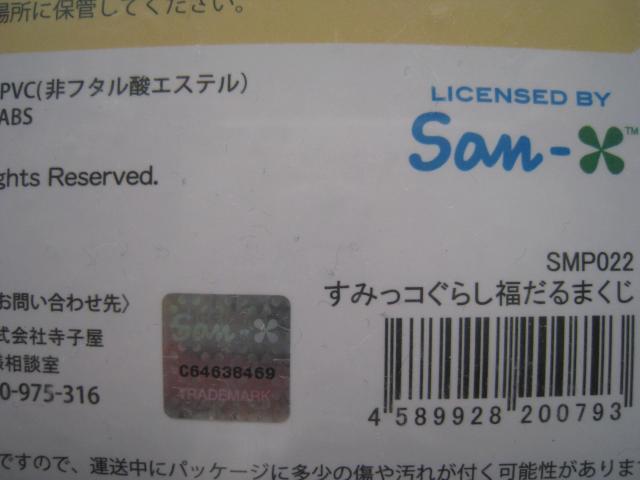 場所に保管してください。
PVC(非フタル酸エステル)
ABS
LICENSED BY
San-X™
ghts Reserved.
SMP022
すみっコぐらし福だるまくじ
お問い合わせ先〉
式会社寺子屋
様相談室
0-975-316
San-X
C64638469
TRADEMARK
4 589928 200793
ですので、運送中にパッケージに多少の傷や汚れが付く可能性がありま